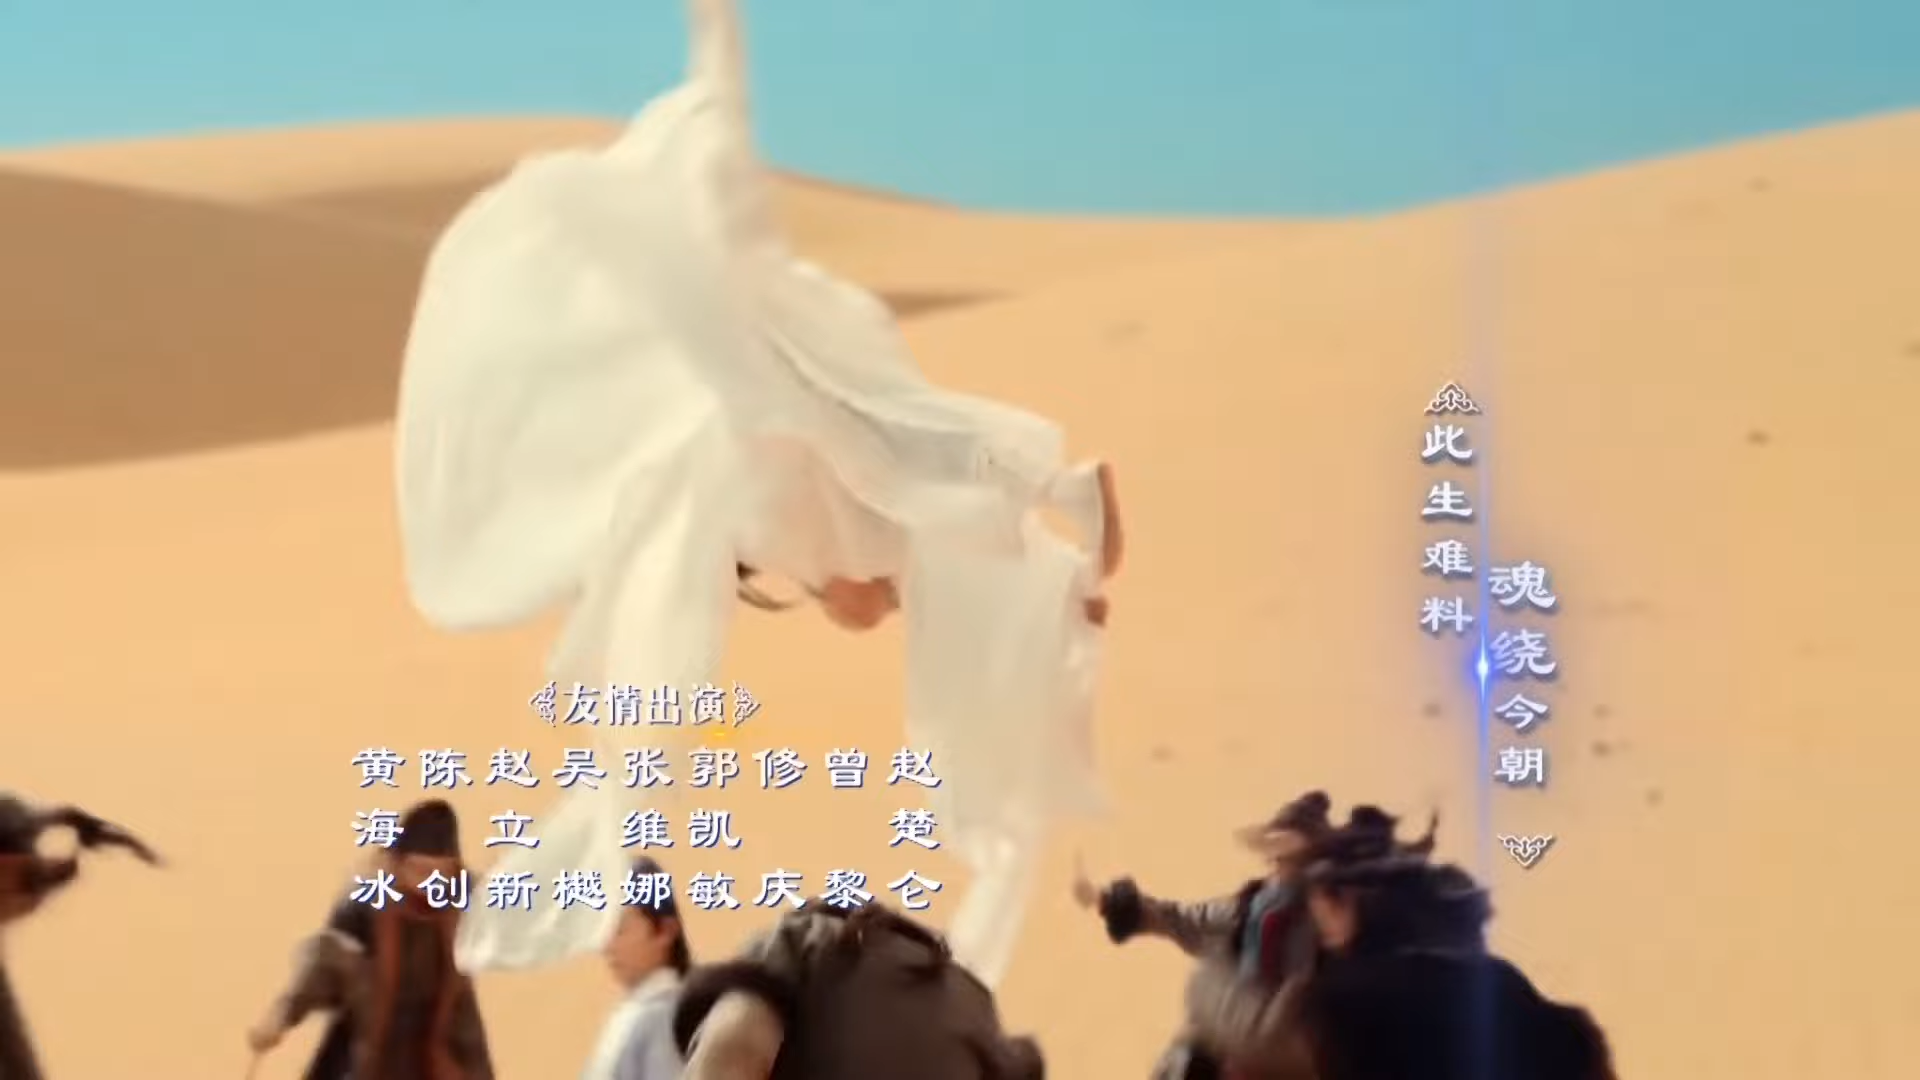 友情出演
黄海冰
陈创
赵立新
吴樾
张维娜
郭凯敏
修庆
曾黎
赵楚仑
此生难料
魂绕今朝